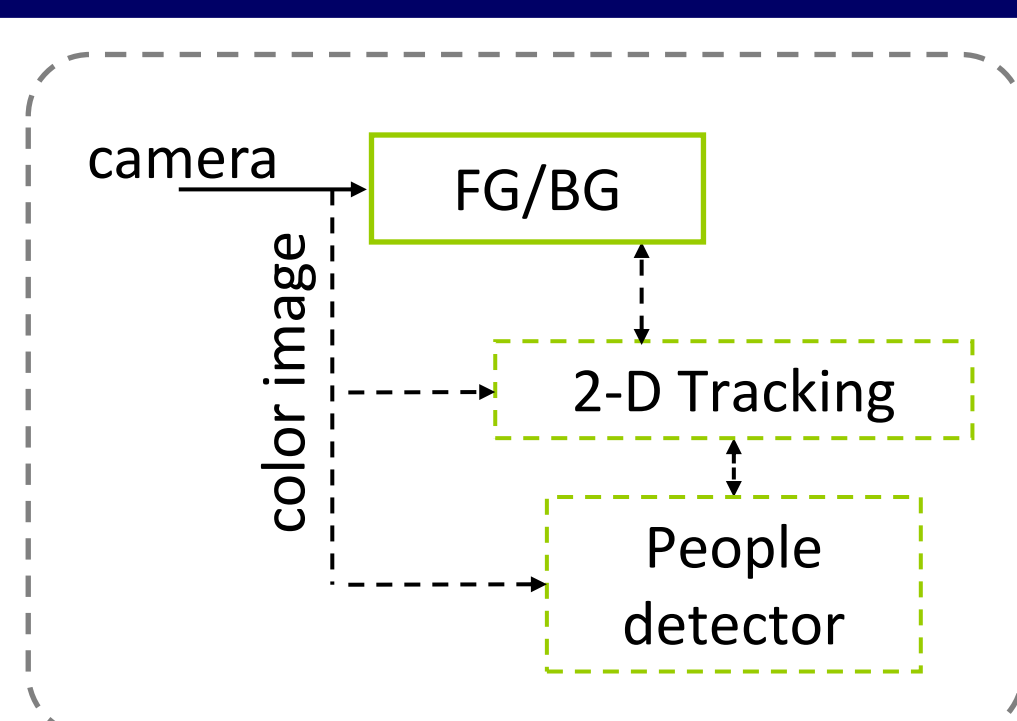 camera
FG/BG
color image
2-D Tracking
People
detector